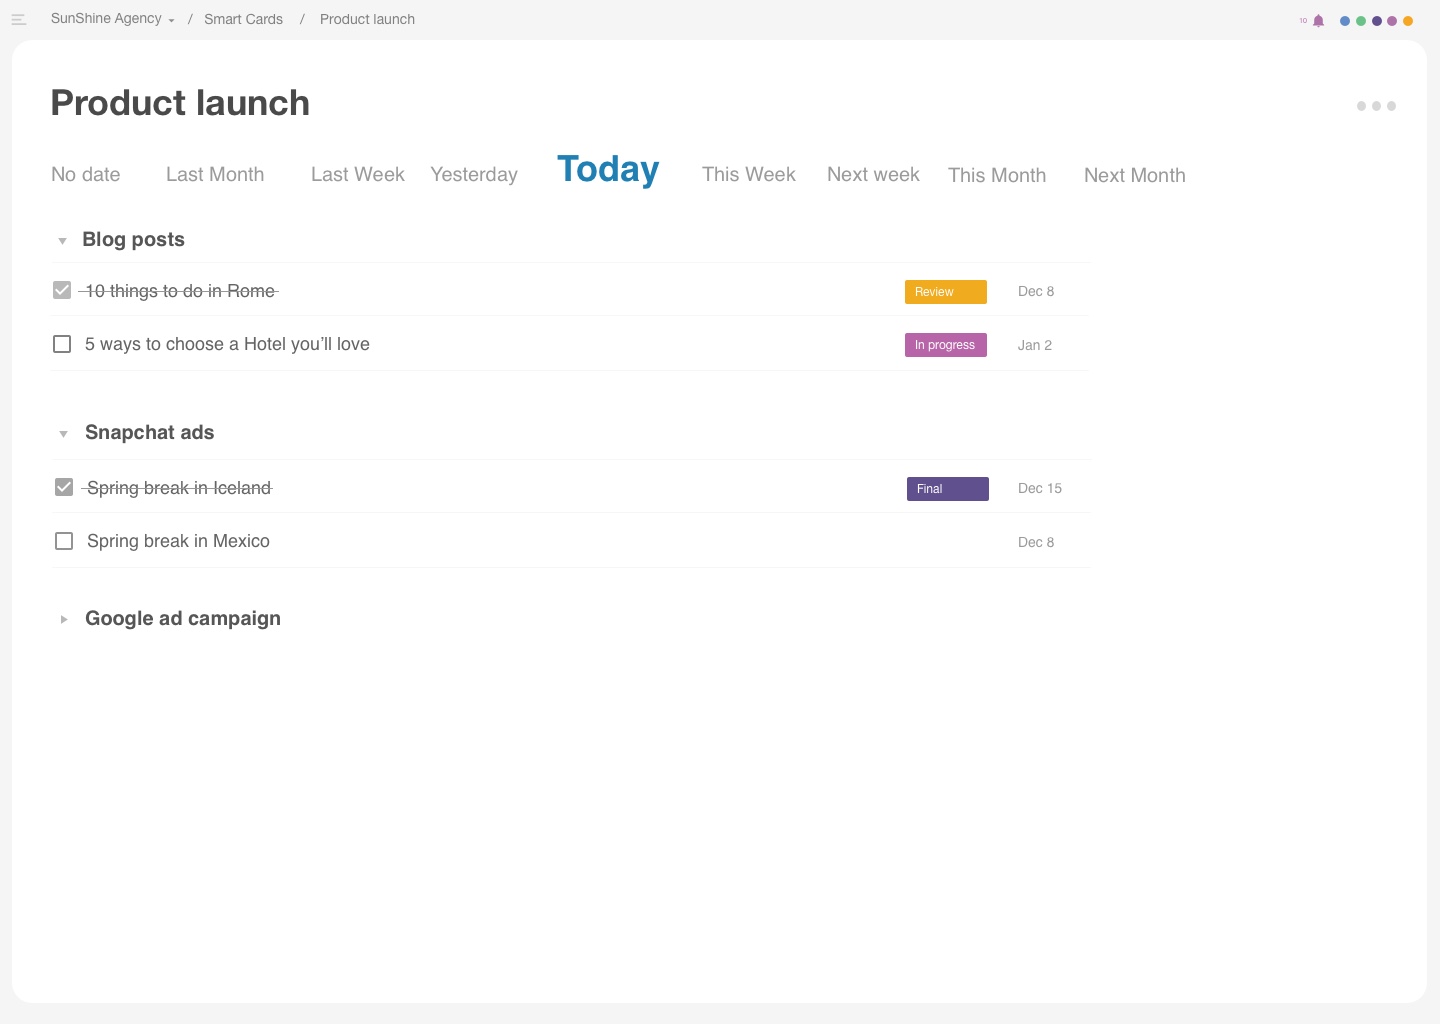 SunShine Agency / Smart Cards / Product launch
10
Product launch
No date Last Month Last Week Yesterday Today This Week Next week This Month Next Month
Blog posts
10 things to do in Rome Review Dec 8
5 ways to choose a Hotel you’ll love In progress Jan 2
Snapchat ads
Spring break in Iceland Final Dec 15
Spring break in Mexico Dec 8
Google ad campaign